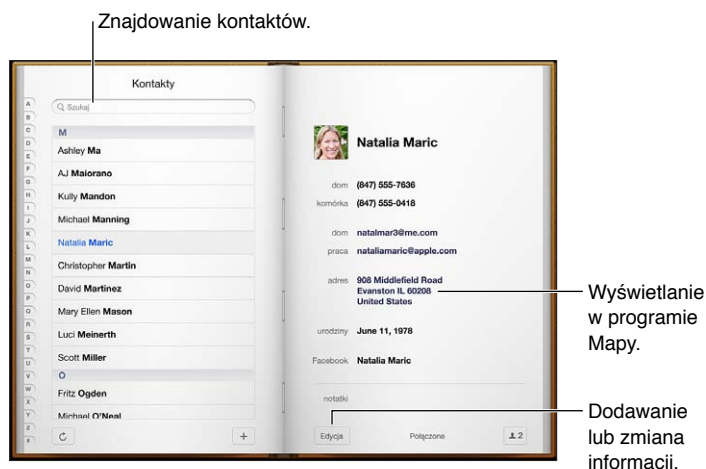 Znajdowanie kontaktów.
Kontakty
Szukaj
A
B
C
D
E
F
G
H
I
J
K
L
M
N
O
P
Q
R
S
T
U
V
W
X
Y
Z
#
M
Ashley Ma
AJ Maiorano
Kully Mandon
Michael Manning
Natalia Maric
Christopher Martin
David Martinez
Mary Ellen Mason
Luci Meinerth
Scott Miller
O
Fritz Ogden
Michael O'Neal
Natalia Maric
dom (847) 555-7636
komórka (847) 555-0418
dom natalmar3@me.com
praca nataliamaric@apple.com
adres 908 Middlefield Road
Evanston IL 60208
United States
urodziny June 11, 1978
Facebook Natalia Maric
notatki
Edycja Połączone 2
Wyświetlanie
w programie
Mapy.
Dodawanie
lub zmiana
informacji.